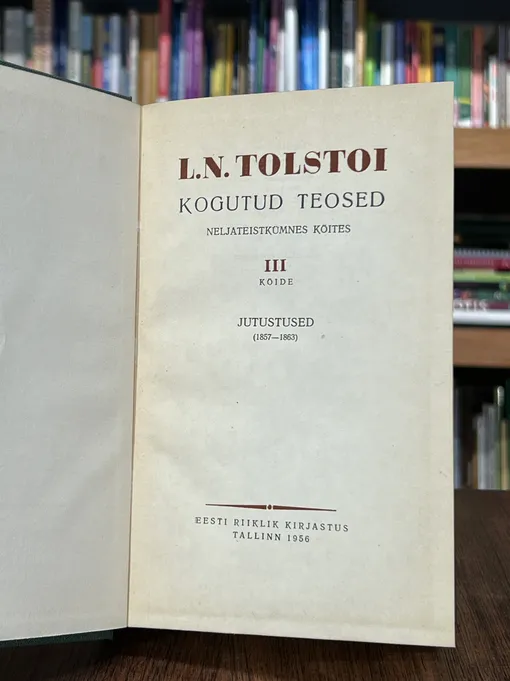 L.N. TOLSTOI
KOGUTUD TEOSED
NELJATEISTKÜMNES KÖITES
III
KÖIDE
JUTUSTUSED
(1857—1863)
EESTI RIIKLIK KIRJASTUS
TALLINN 1956